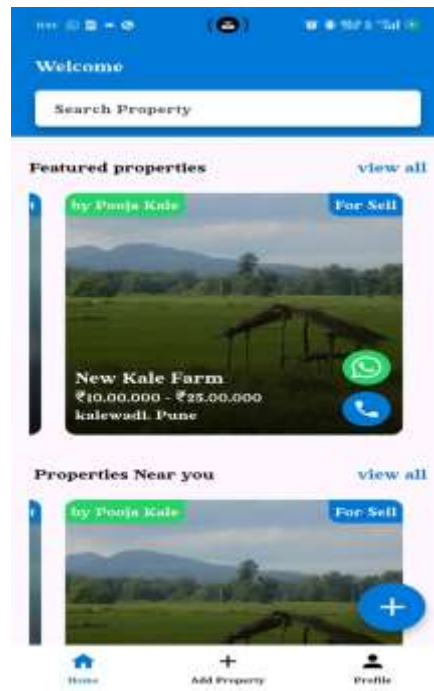 Welcome
Search Property
Featured properties
view all
by Pooja Kale
For Sell
New Kale Farm
₹10.00.000 - ₹25.00.000
kalewadi. Pune
Properties Near you
view all
by Pooja Kale
For Sell
Home
Add Property
Profile